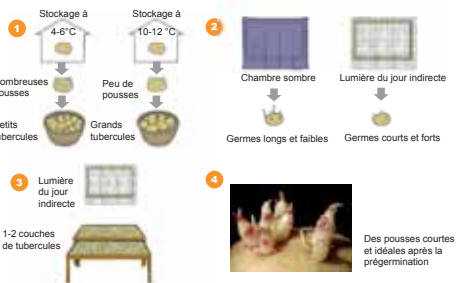 1
Stockage à
4-6°C
Stockage à
10-12 °C
ombreuses
ousses
Peu de
pousses
etits
ubercules
Grands
tubercules
2
Chambre sombre
Lumière du jour indirecte
Germes longs et faibles
Germes courts et forts
3
Lumière
du jour
indirecte
1-2 couches
de tubercules
4
Des pousses courtes
et idéales après la
prégermination